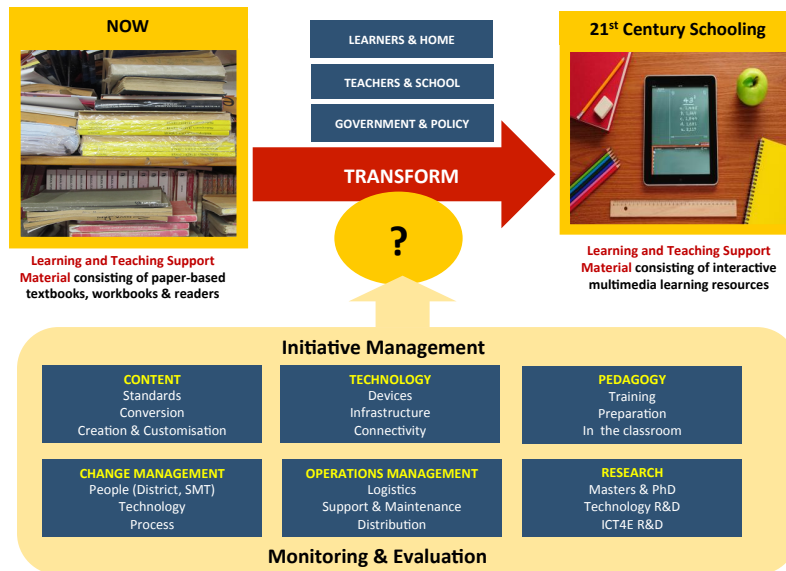 NOW
LEARNERS & HOME
TEACHERS & SCHOOL
GOVERNMENT & POLICY
TRANSFORM
?
21st Century Schooling
Learning and Teaching Support
Material consisting of paper-based
textbooks, workbooks & readers
Learning and Teaching Support
Material consisting of interactive
multimedia learning resources
Initiative Management
CONTENT
Standards
Conversion
Creation & Customisation
TECHNOLOGY
Devices
Infrastructure
Connectivity
PEDAGOGY
Training
Preparation
In the classroom
CHANGE MANAGEMENT
People (District, SMT)
Technology
Process
OPERATIONS MANAGEMENT
Logistics
Support & Maintenance
Distribution
RESEARCH
Masters & PhD
Technology R&D
ICT4E R&D
Monitoring & Evaluation